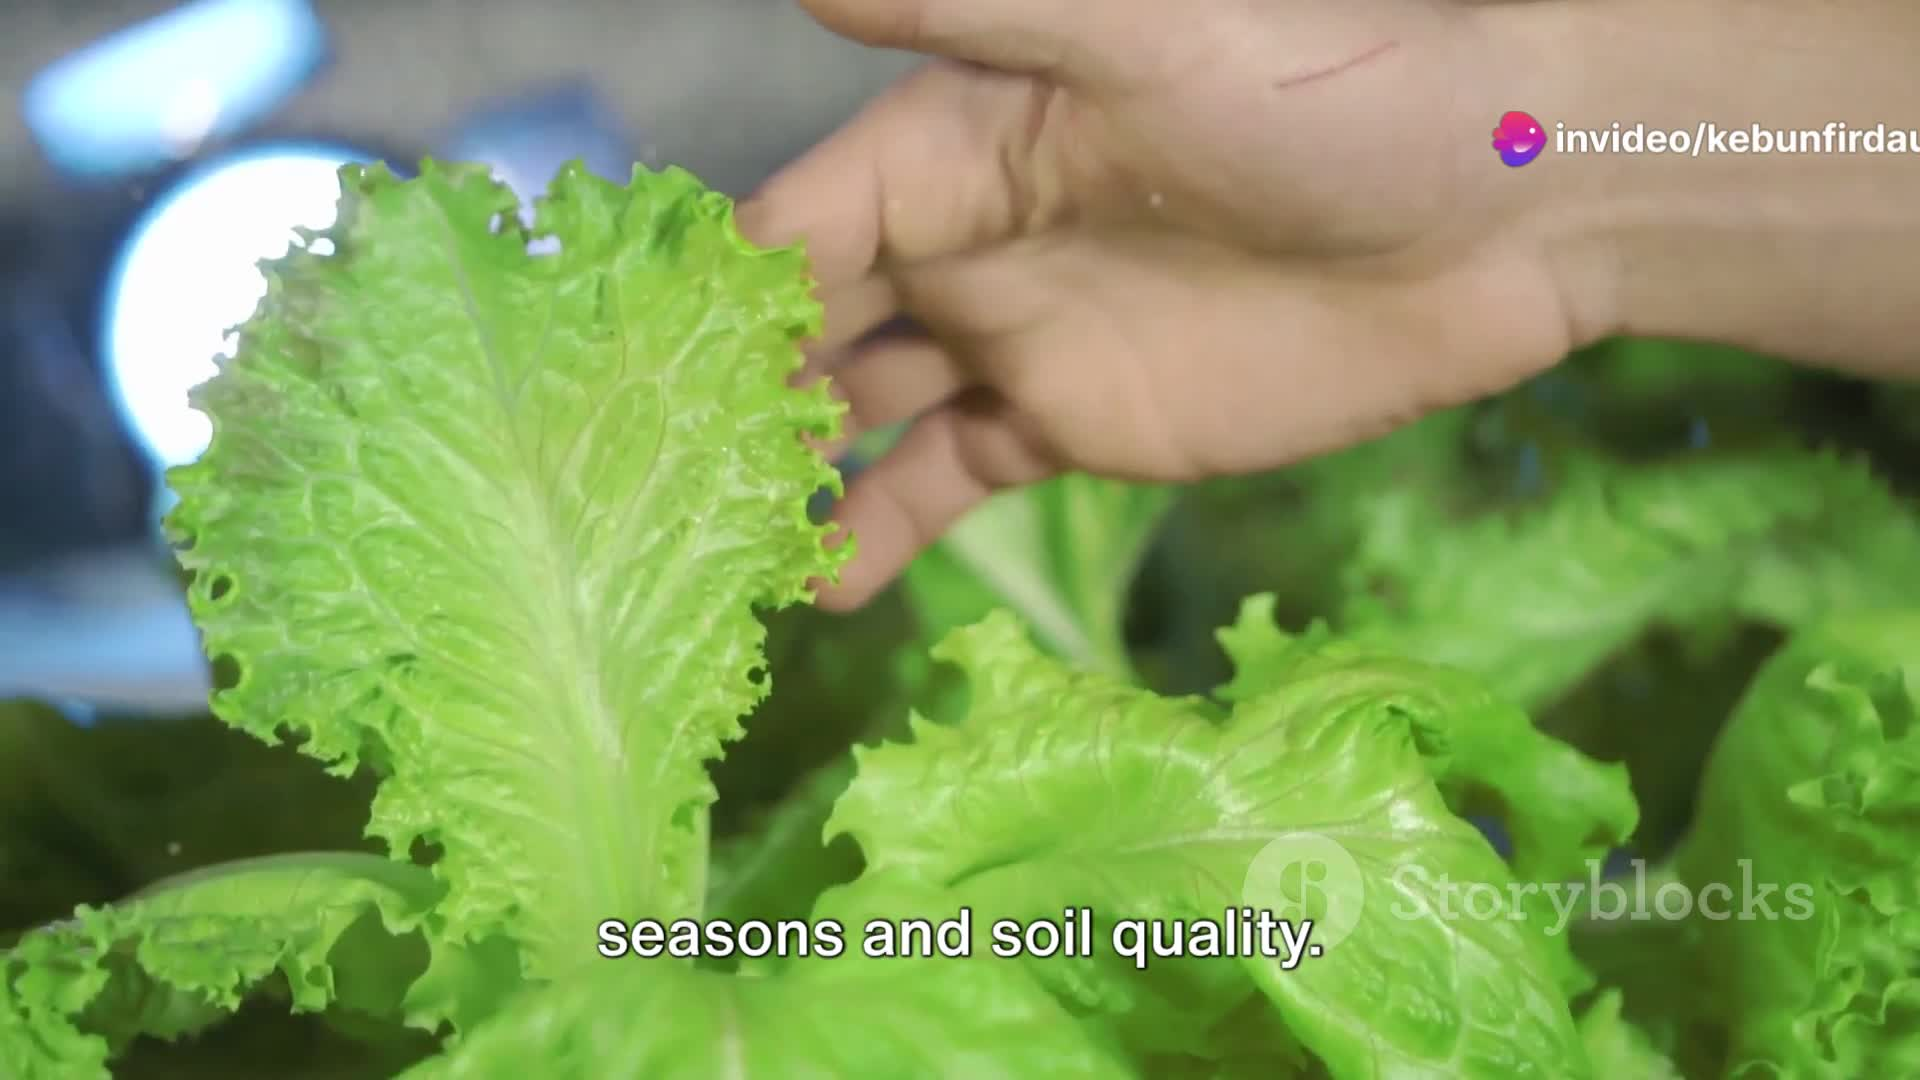 invideo/kebunfirdau
Storyblocks
seasons and soil quality.